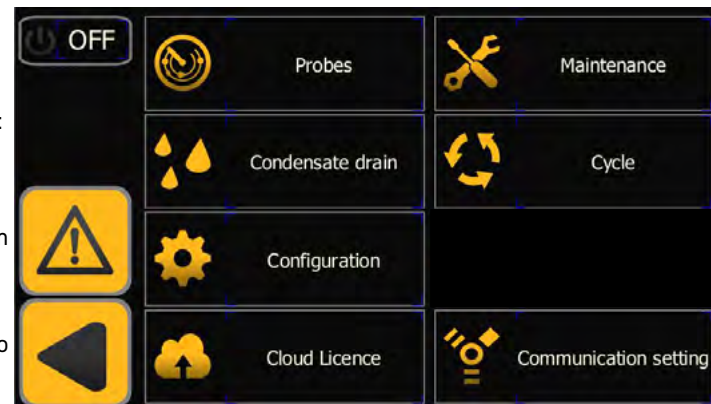 OFF
Probes
Maintenance
Condensate drain
Cycle
Configuration
Cloud Licence
Communication setting